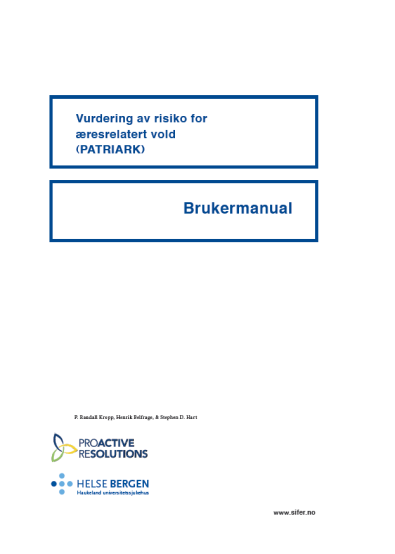 Vurdering av risiko for
æresrelatert vold
(PATRIARK)
Brukermanual
P. Randall Kropp, Henrik Belfrage, & Stephen D. Hart
PROACTIVE
RESOLUTIONS
HELSE BERGEN
Haukeland universitetssjukehus
www.sifer.no